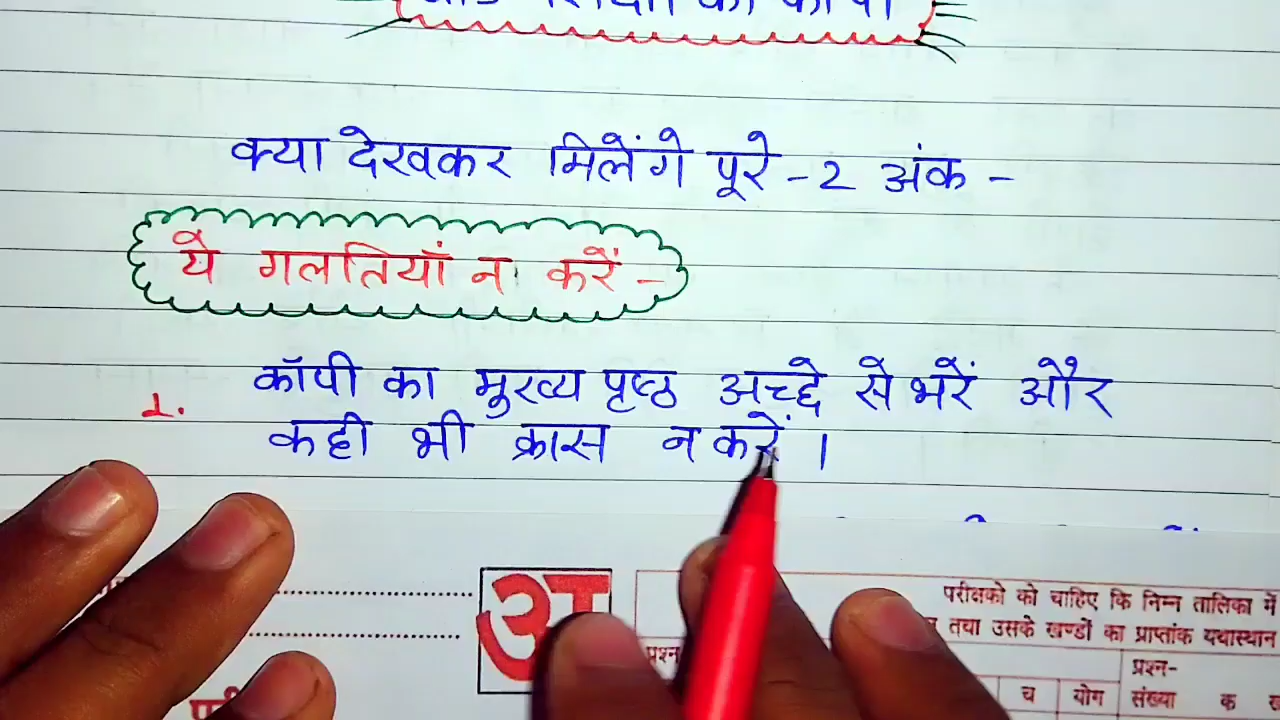 क्या देखकर मिलेंगे पूरे - 2 अंक -
ये गलतियाँ न करें -
1. कॉपी का मुख्य पृष्ठ अच्छे से भरें और
कही भी क्रास न करें ।
अ
परीक्षको को चाहिए कि निम्न तालिका में
तथा उसके खण्डों का प्राप्तांक यथास्थान
प्रश्न-
च योग संख्या क